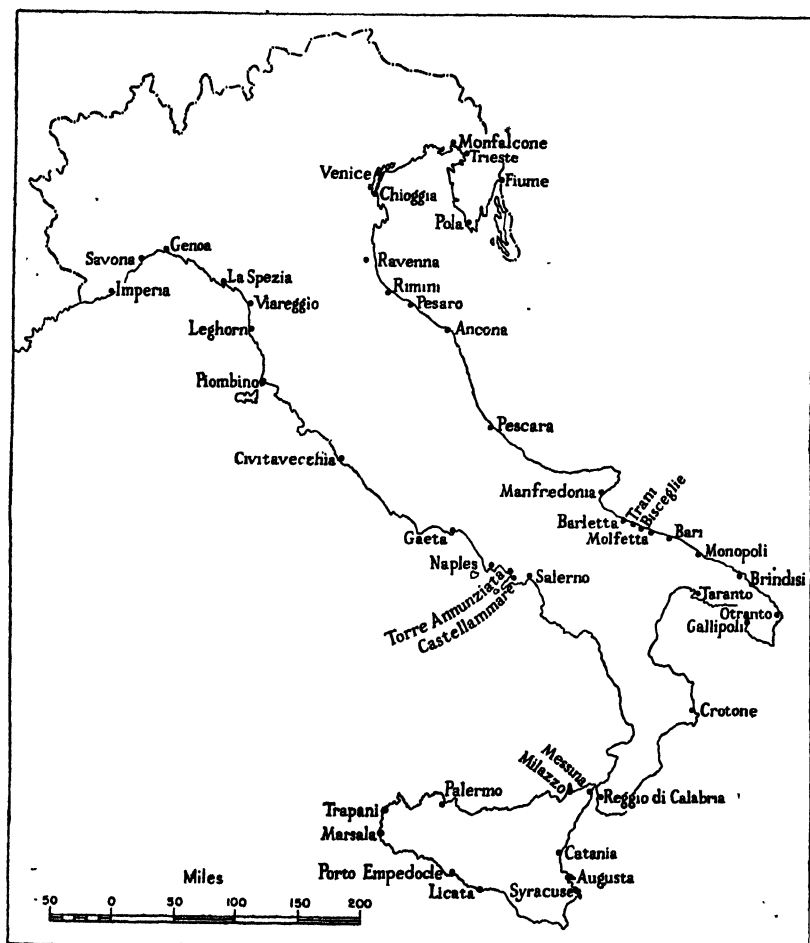 Monfalcone
Trieste
Venice
Fiume
Chioggia
Pola
Genoa
Savona
Ravenna
La Spezia
Imperia
Rimini
Viareggio
Pesaro
Leghorn
Ancona
Piombino
Pescara
Civitavecchia
Manfredonia
Trani
Bisceglie
Barletta
Molfetta
Bari
Gaeta
Monopoli
Naples
Salerno
Brindisi
Taranto
Torre Annunziata
Castellammare
Otranto
Gallipoli
Crotone
Messina
Milazzo
Palermo
Reggio di Calabria
Trapani
Marsala
Catania
Porto Empedocle
Augusta
Licata
Syracuse
Miles
50 0 50 100 150 200